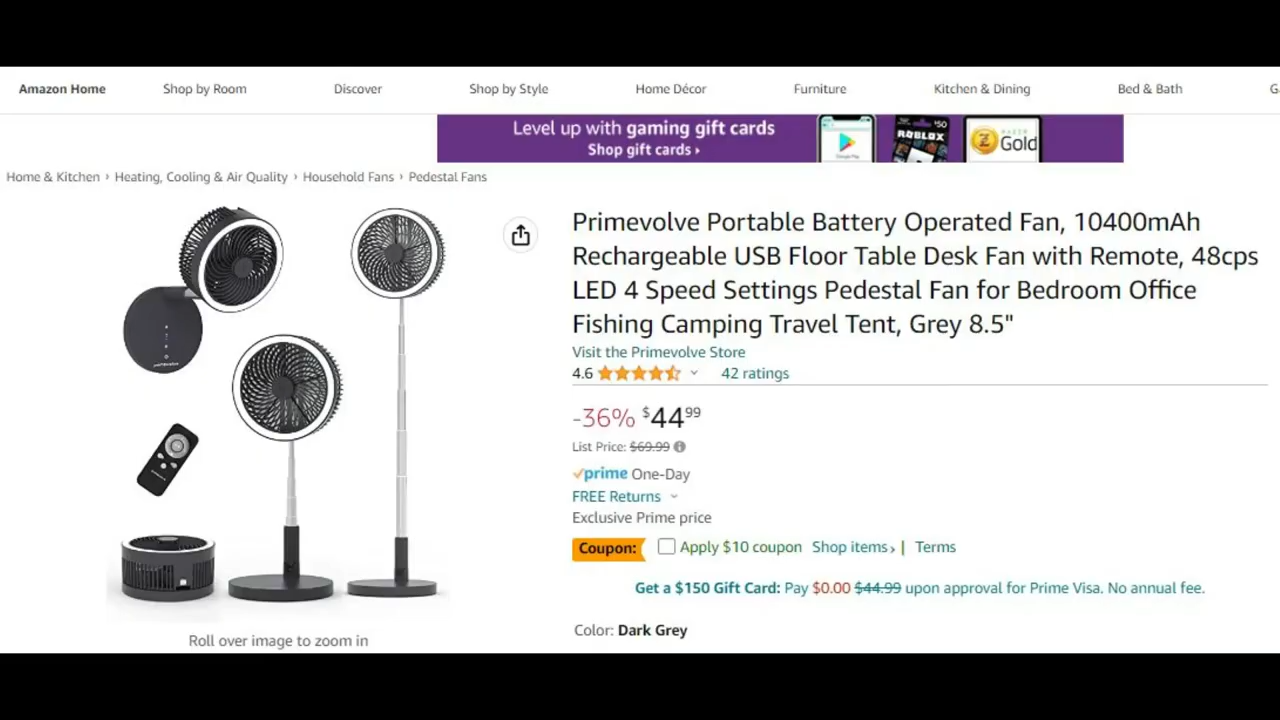 Amazon Home Shop by Room Discover Shop by Style Home Décor Furniture Kitchen & Dining Bed & Bath
Level up with gaming gift cards
Shop gift cards ›
Google Play
$50
ROBLOX
RAZER
Gold
Home & Kitchen › Heating, Cooling & Air Quality › Household Fans › Pedestal Fans
Primevolve Portable Battery Operated Fan, 10400mAh
Rechargeable USB Floor Table Desk Fan with Remote, 48cps
LED 4 Speed Settings Pedestal Fan for Bedroom Office
Fishing Camping Travel Tent, Grey 8.5"
Visit the Primevolve Store
4.6 42 ratings
-36% $44 99
List Price: $69.99
prime One-Day
FREE Returns
Exclusive Prime price
Coupon: Apply $10 coupon Shop items › | Terms
Get a $150 Gift Card: Pay $0.00 $44.99 upon approval for Prime Visa. No annual fee.
Color: Dark Grey
Roll over image to zoom in